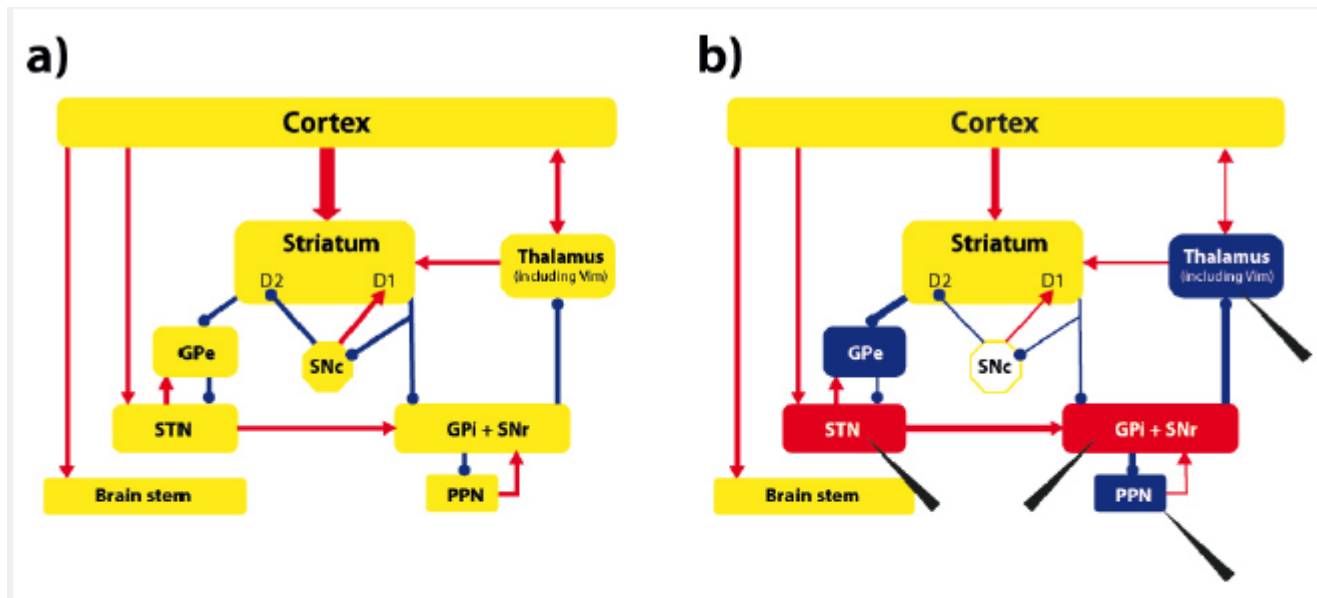 a)
Cortex
Striatum
D2
D1
Thalamus
(including Vim)
GPe
SNc
STN
GPi + SNr
Brain stem
PPN
b)
Cortex
Striatum
D2
D1
Thalamus
(including Vim)
GPe
SNc
STN
GPi + SNr
Brain stem
PPN